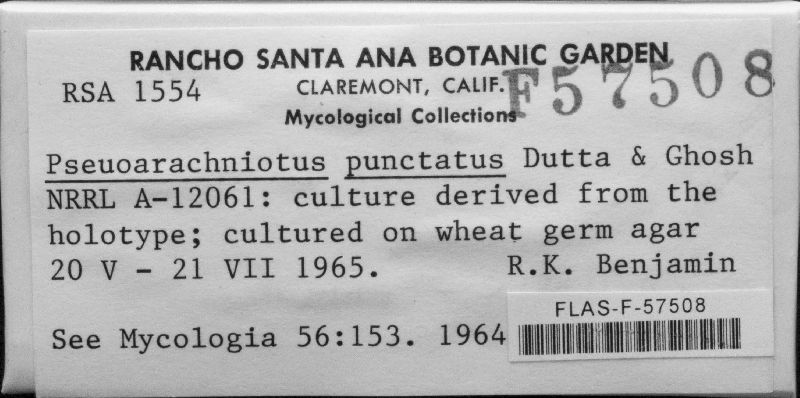 RANCHO SANTA ANA BOTANIC GARDEN
RSA 1554 CLAREMONT, CALIF. F57508
Mycological Collections
Pseuoarachniotus punctatus Dutta & Ghosh
NRRL A-12061: culture derived from the
holotype; cultured on wheat germ agar
20 V - 21 VII 1965. R.K. Benjamin
FLAS-F-57508
See Mycologia 56:153. 1964